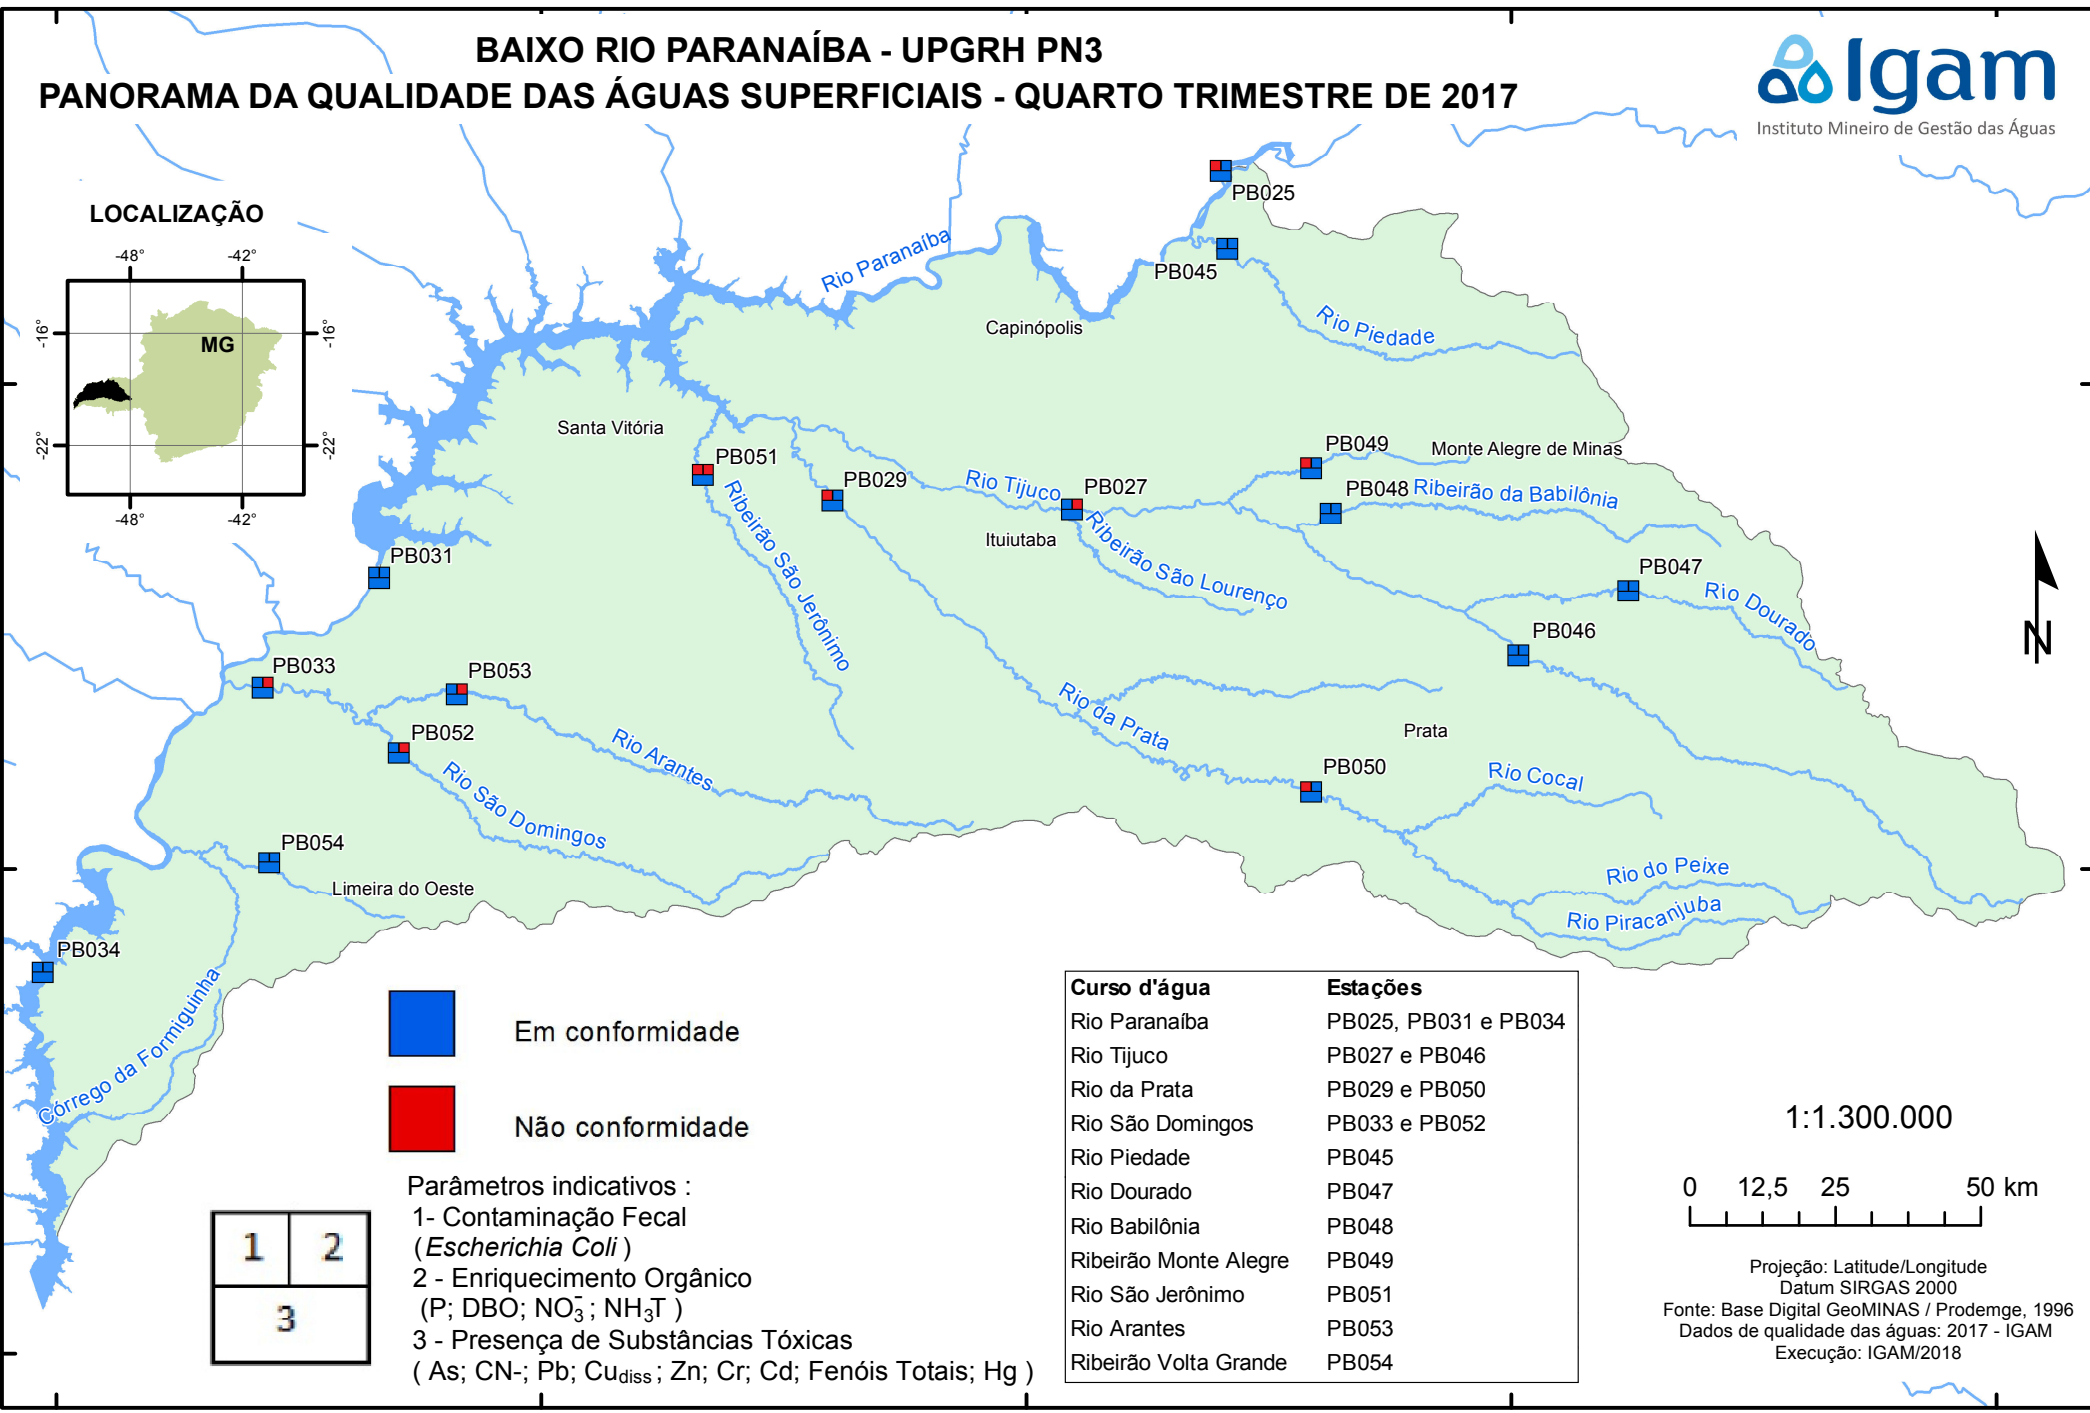 BAIXO RIO PARANAÍBA - UPGRH PN3
PANORAMA DA QUALIDADE DAS ÁGUAS SUPERFICIAIS - QUARTO TRIMESTRE DE 2017
Igam
Instituto Mineiro de Gestão das Águas
LOCALIZAÇÃO
-48°
-42°
-16°
-16°
MG
-22°
-22°
-48°
-42°
PB025
Rio Paranaíba
PB045
Capinópolis
Rio Piedade
Santa Vitória
PB051
PB049
Monte Alegre de Minas
PB029
Rio Tijuco
PB027
PB048
Ribeirão da Babilônia
Ribeirão São Jerônimo
Ituiutaba
Ribeirão São Lourenço
PB031
PB047
Rio Dourado
PB046
PB033
PB053
Rio da Prata
PB052
Rio Arantes
Prata
Rio São Domingos
PB050
Rio Cocal
PB054
Limeira do Oeste
Rio do Peixe
Rio Piracanjuba
PB034
Córrego da Formiguinha
N
Em conformidade
Não conformidade
Parâmetros indicativos :
1- Contaminação Fecal
(Escherichia Coli )
2 - Enriquecimento Orgânico
(P; DBO; NO₃⁻; NH₃T )
3 - Presença de Substâncias Tóxicas
( As; CN-; Pb; Cudiss ; Zn; Cr; Cd; Fenóis Totais; Hg )
1 2
3
Curso d'água Estações
Rio Paranaíba PB025, PB031 e PB034
Rio Tijuco PB027 e PB046
Rio da Prata PB029 e PB050
Rio São Domingos PB033 e PB052
Rio Piedade PB045
Rio Dourado PB047
Rio Babilônia PB048
Ribeirão Monte Alegre PB049
Rio São Jerônimo PB051
Rio Arantes PB053
Ribeirão Volta Grande PB054
1:1.300.000
0 12,5 25 50 km
Projeção: Latitude/Longitude
Datum SIRGAS 2000
Fonte: Base Digital GeoMINAS / Prodemge, 1996
Dados de qualidade das águas: 2017 - IGAM
Execução: IGAM/2018